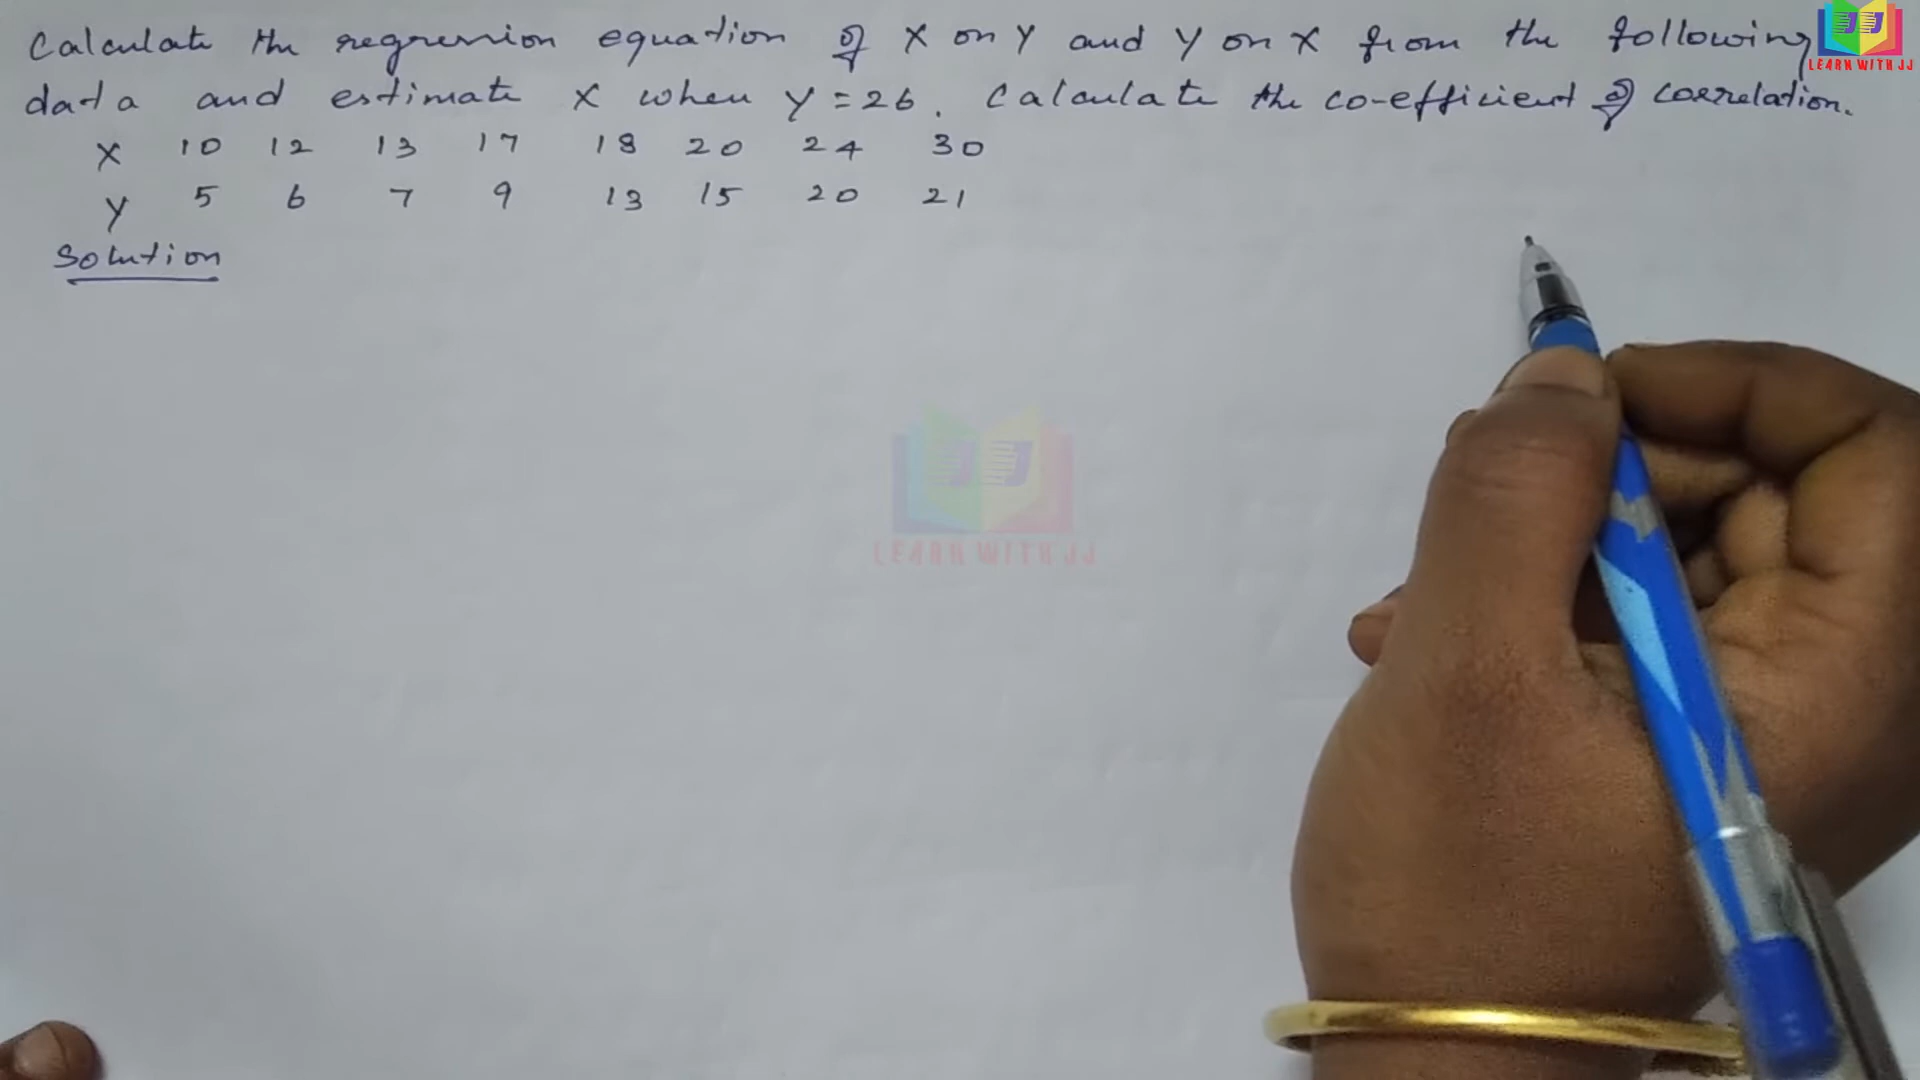 Calculate the regression equation of X on Y and Y on X from the following
data and estimate X when Y = 26. Calculate the co-efficient of correlation.
X 10 12 13 17 18 20 24 30
Y 5 6 7 9 13 15 20 21
Solution
LEARN WITH JJ
LEARN WITH JJ